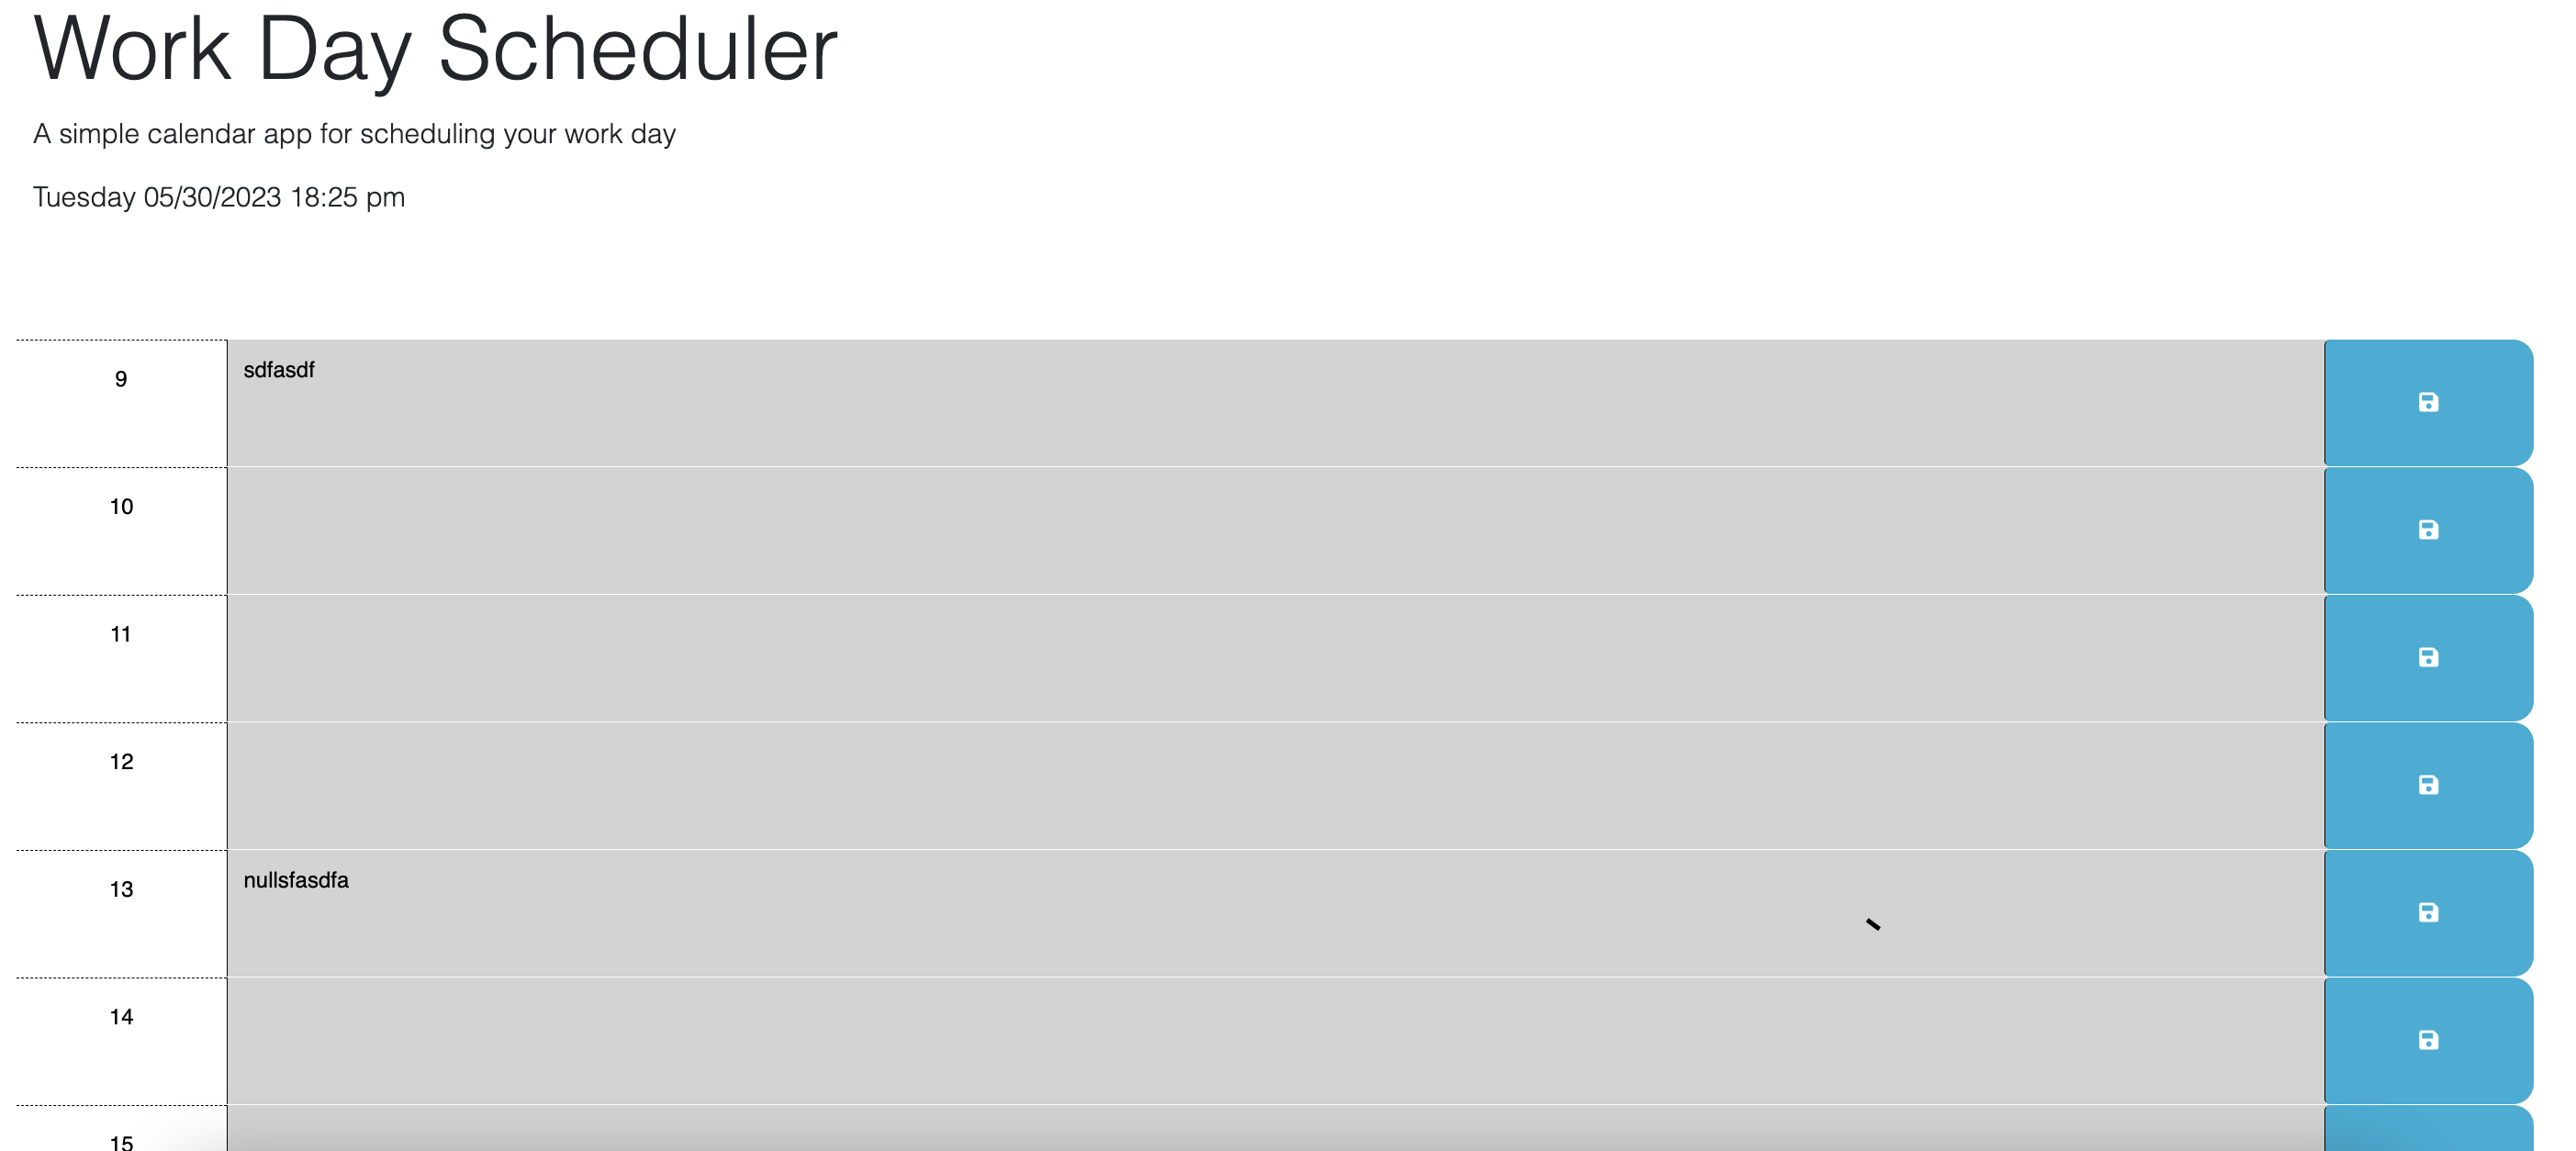 Work Day Scheduler
A simple calendar app for scheduling your work day
Tuesday 05/30/2023 18:25 pm
9
sdfasdf
10
11
12
13
nullsfasdfa
14
15